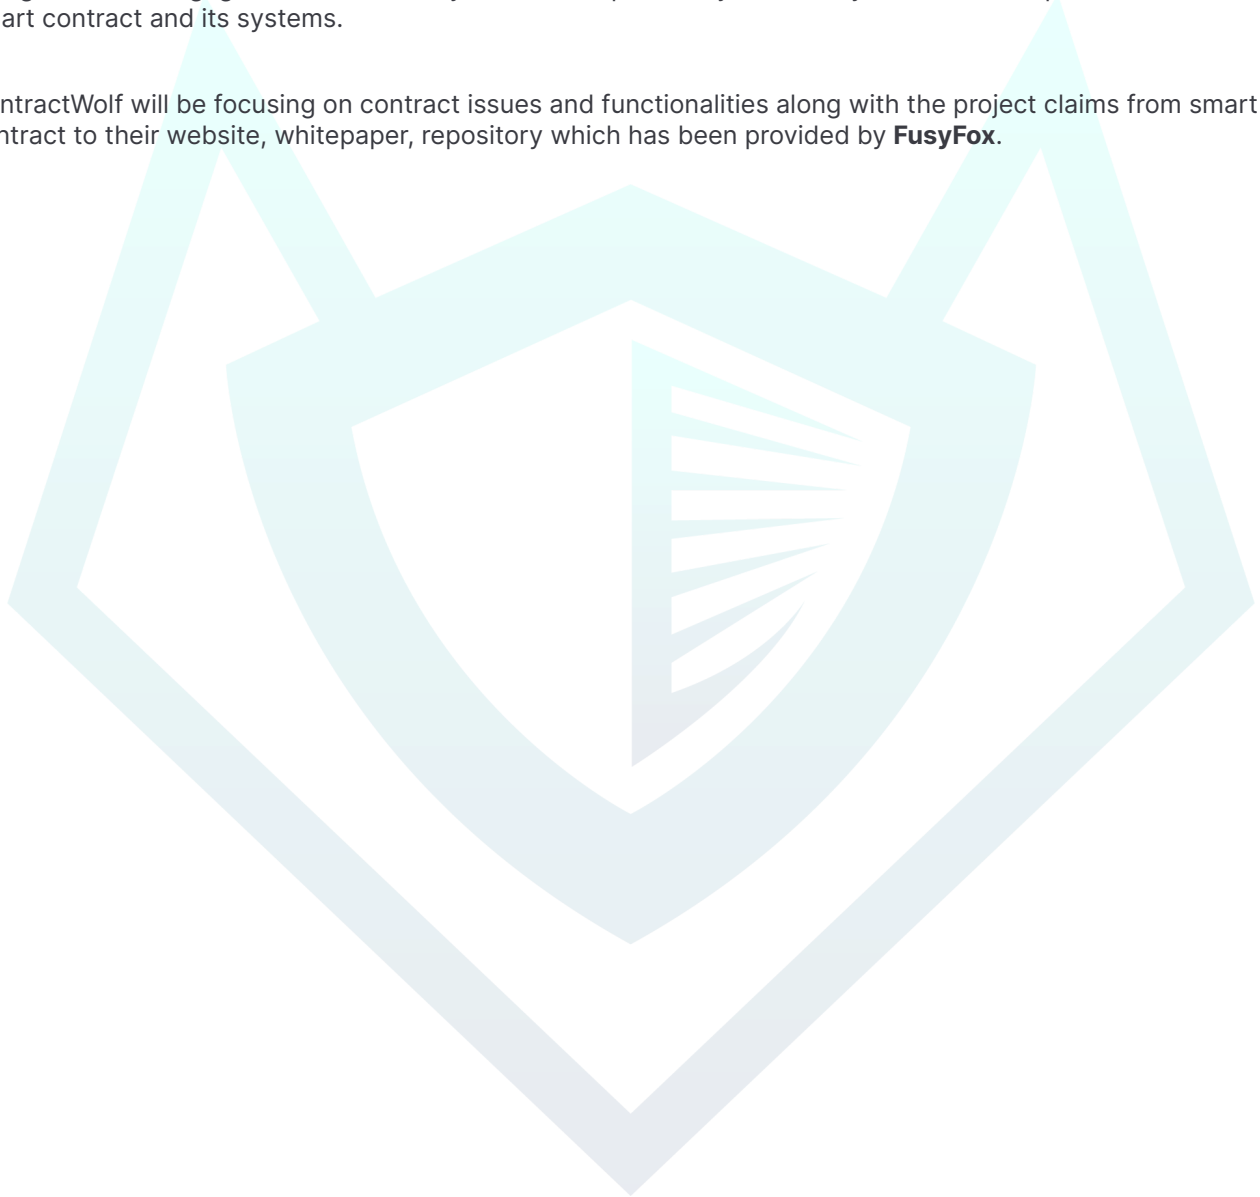 art contract and its systems.
ntractWolf will be focusing on contract issues and functionalities along with the project claims from smart
ntract to their website, whitepaper, repository which has been provided by FusyFox.